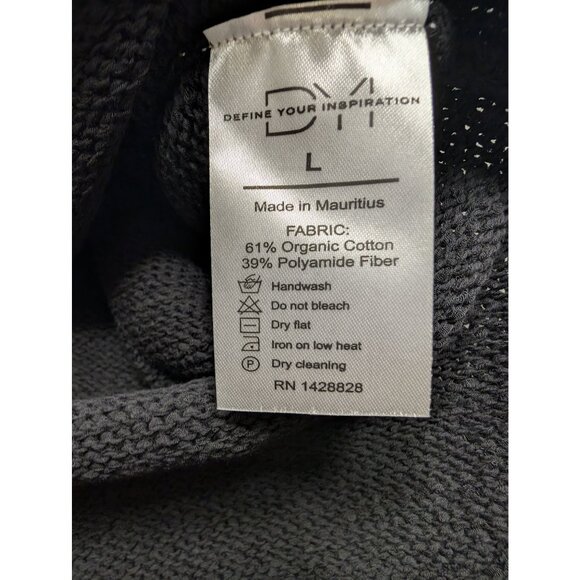 DYI
DEFINE YOUR INSPIRATION
L
Made in Mauritius
FABRIC:
61% Organic Cotton
39% Polyamide Fiber
Handwash
Do not bleach
Dry flat
Iron on low heat
P Dry cleaning
RN 1428828